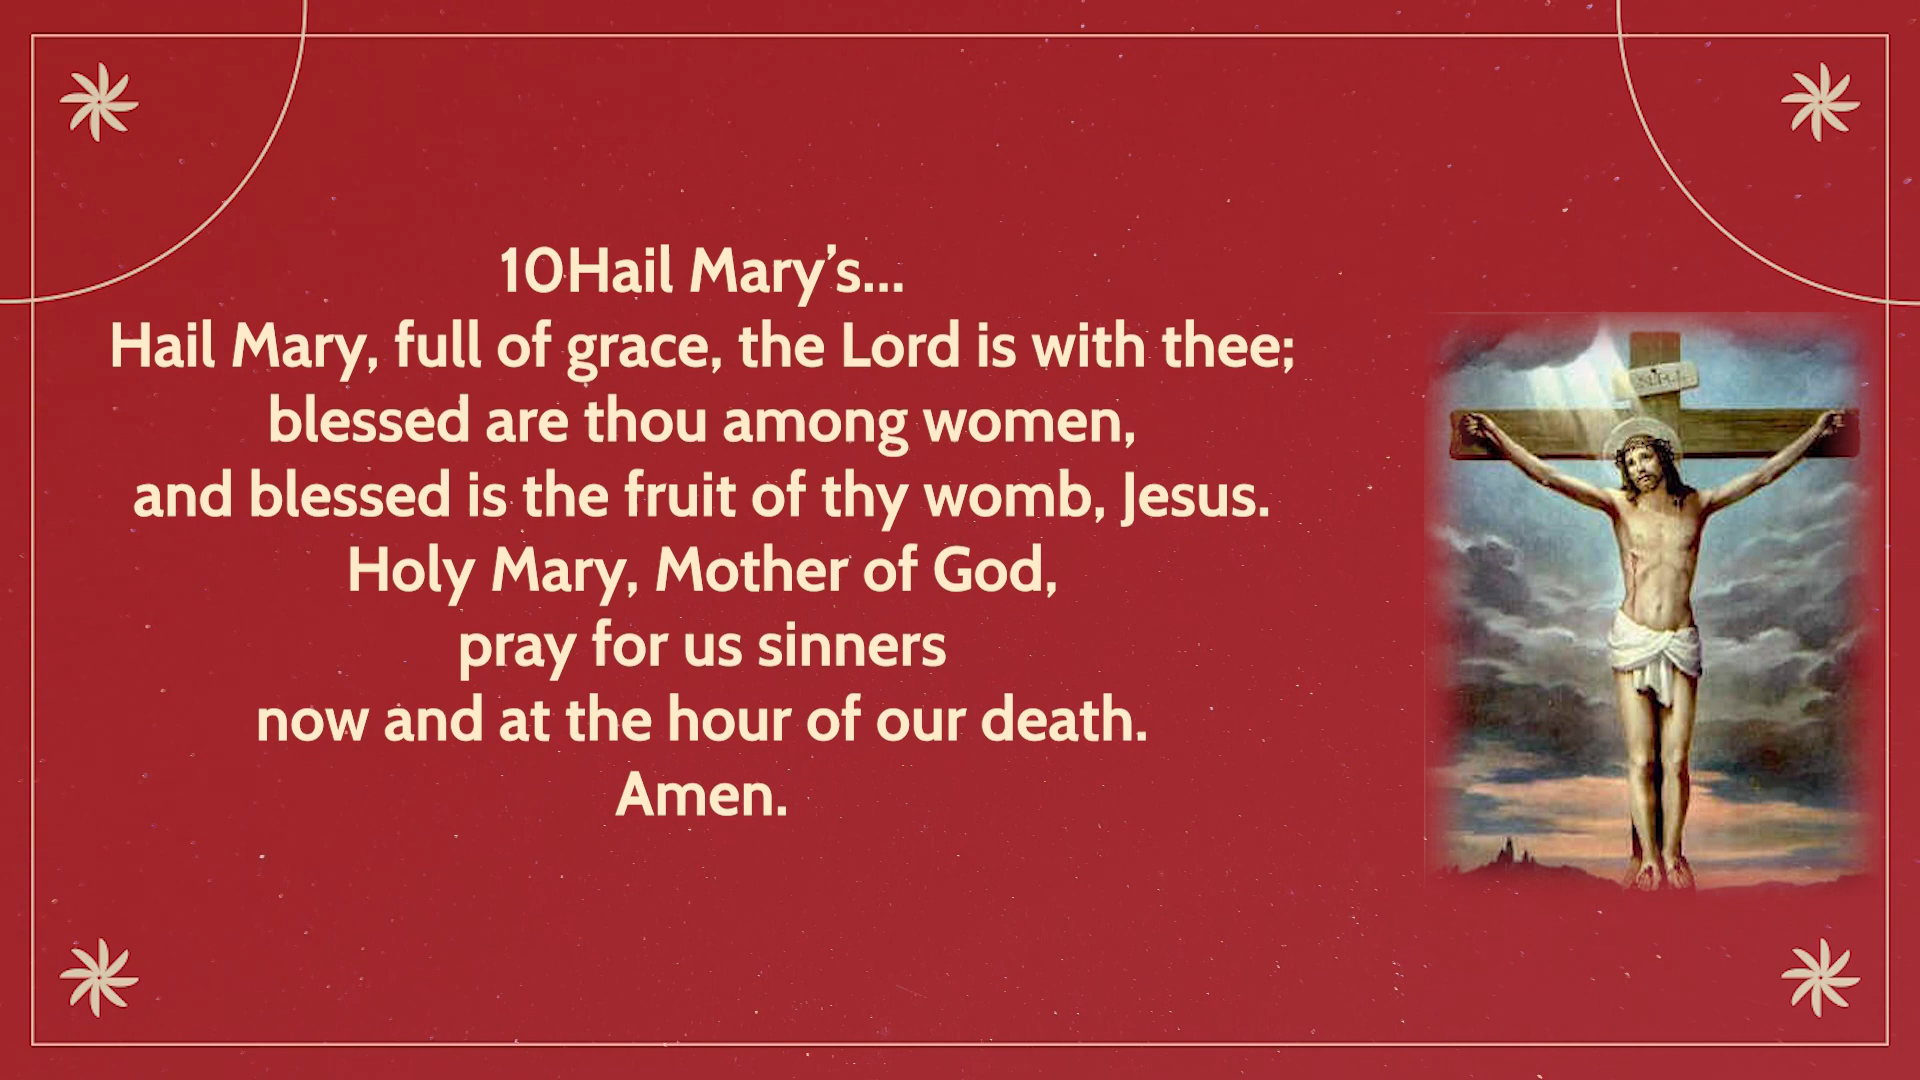 10Hail Mary’s...
Hail Mary, full of grace, the Lord is with thee;
blessed are thou among women,
and blessed is the fruit of thy womb, Jesus.
Holy Mary, Mother of God,
pray for us sinners
now and at the hour of our death.
Amen.